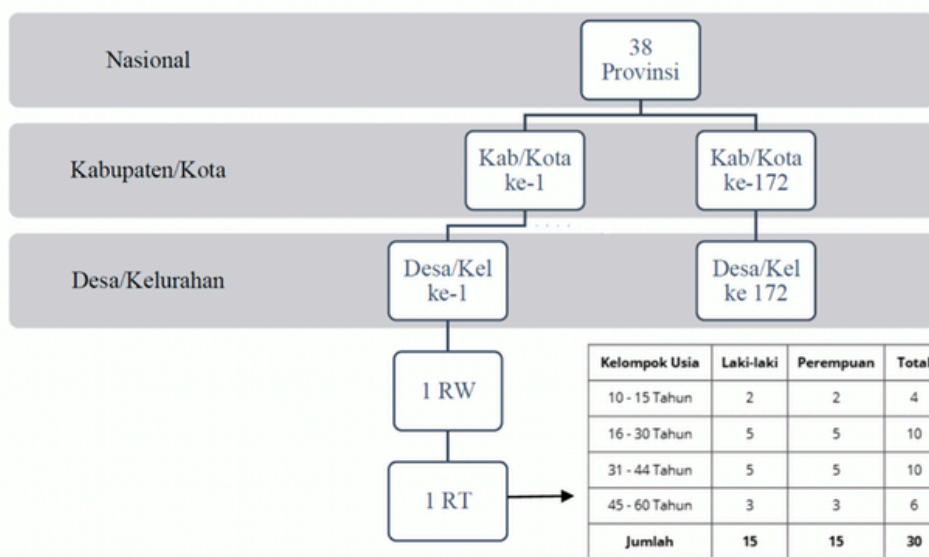 Nasional
38
Provinsi
Kabupaten/Kota
Kab/Kota
ke-1
Kab/Kota
ke-172
Desa/Kelurahan
Desa/Kel
ke-1
Desa/Kel
ke 172
1 RW
1 RT
Kelompok Usia Laki-laki Perempuan Total
10 - 15 Tahun 2 2 4
16 - 30 Tahun 5 5 10
31 - 44 Tahun 5 5 10
45 - 60 Tahun 3 3 6
Jumlah 15 15 30